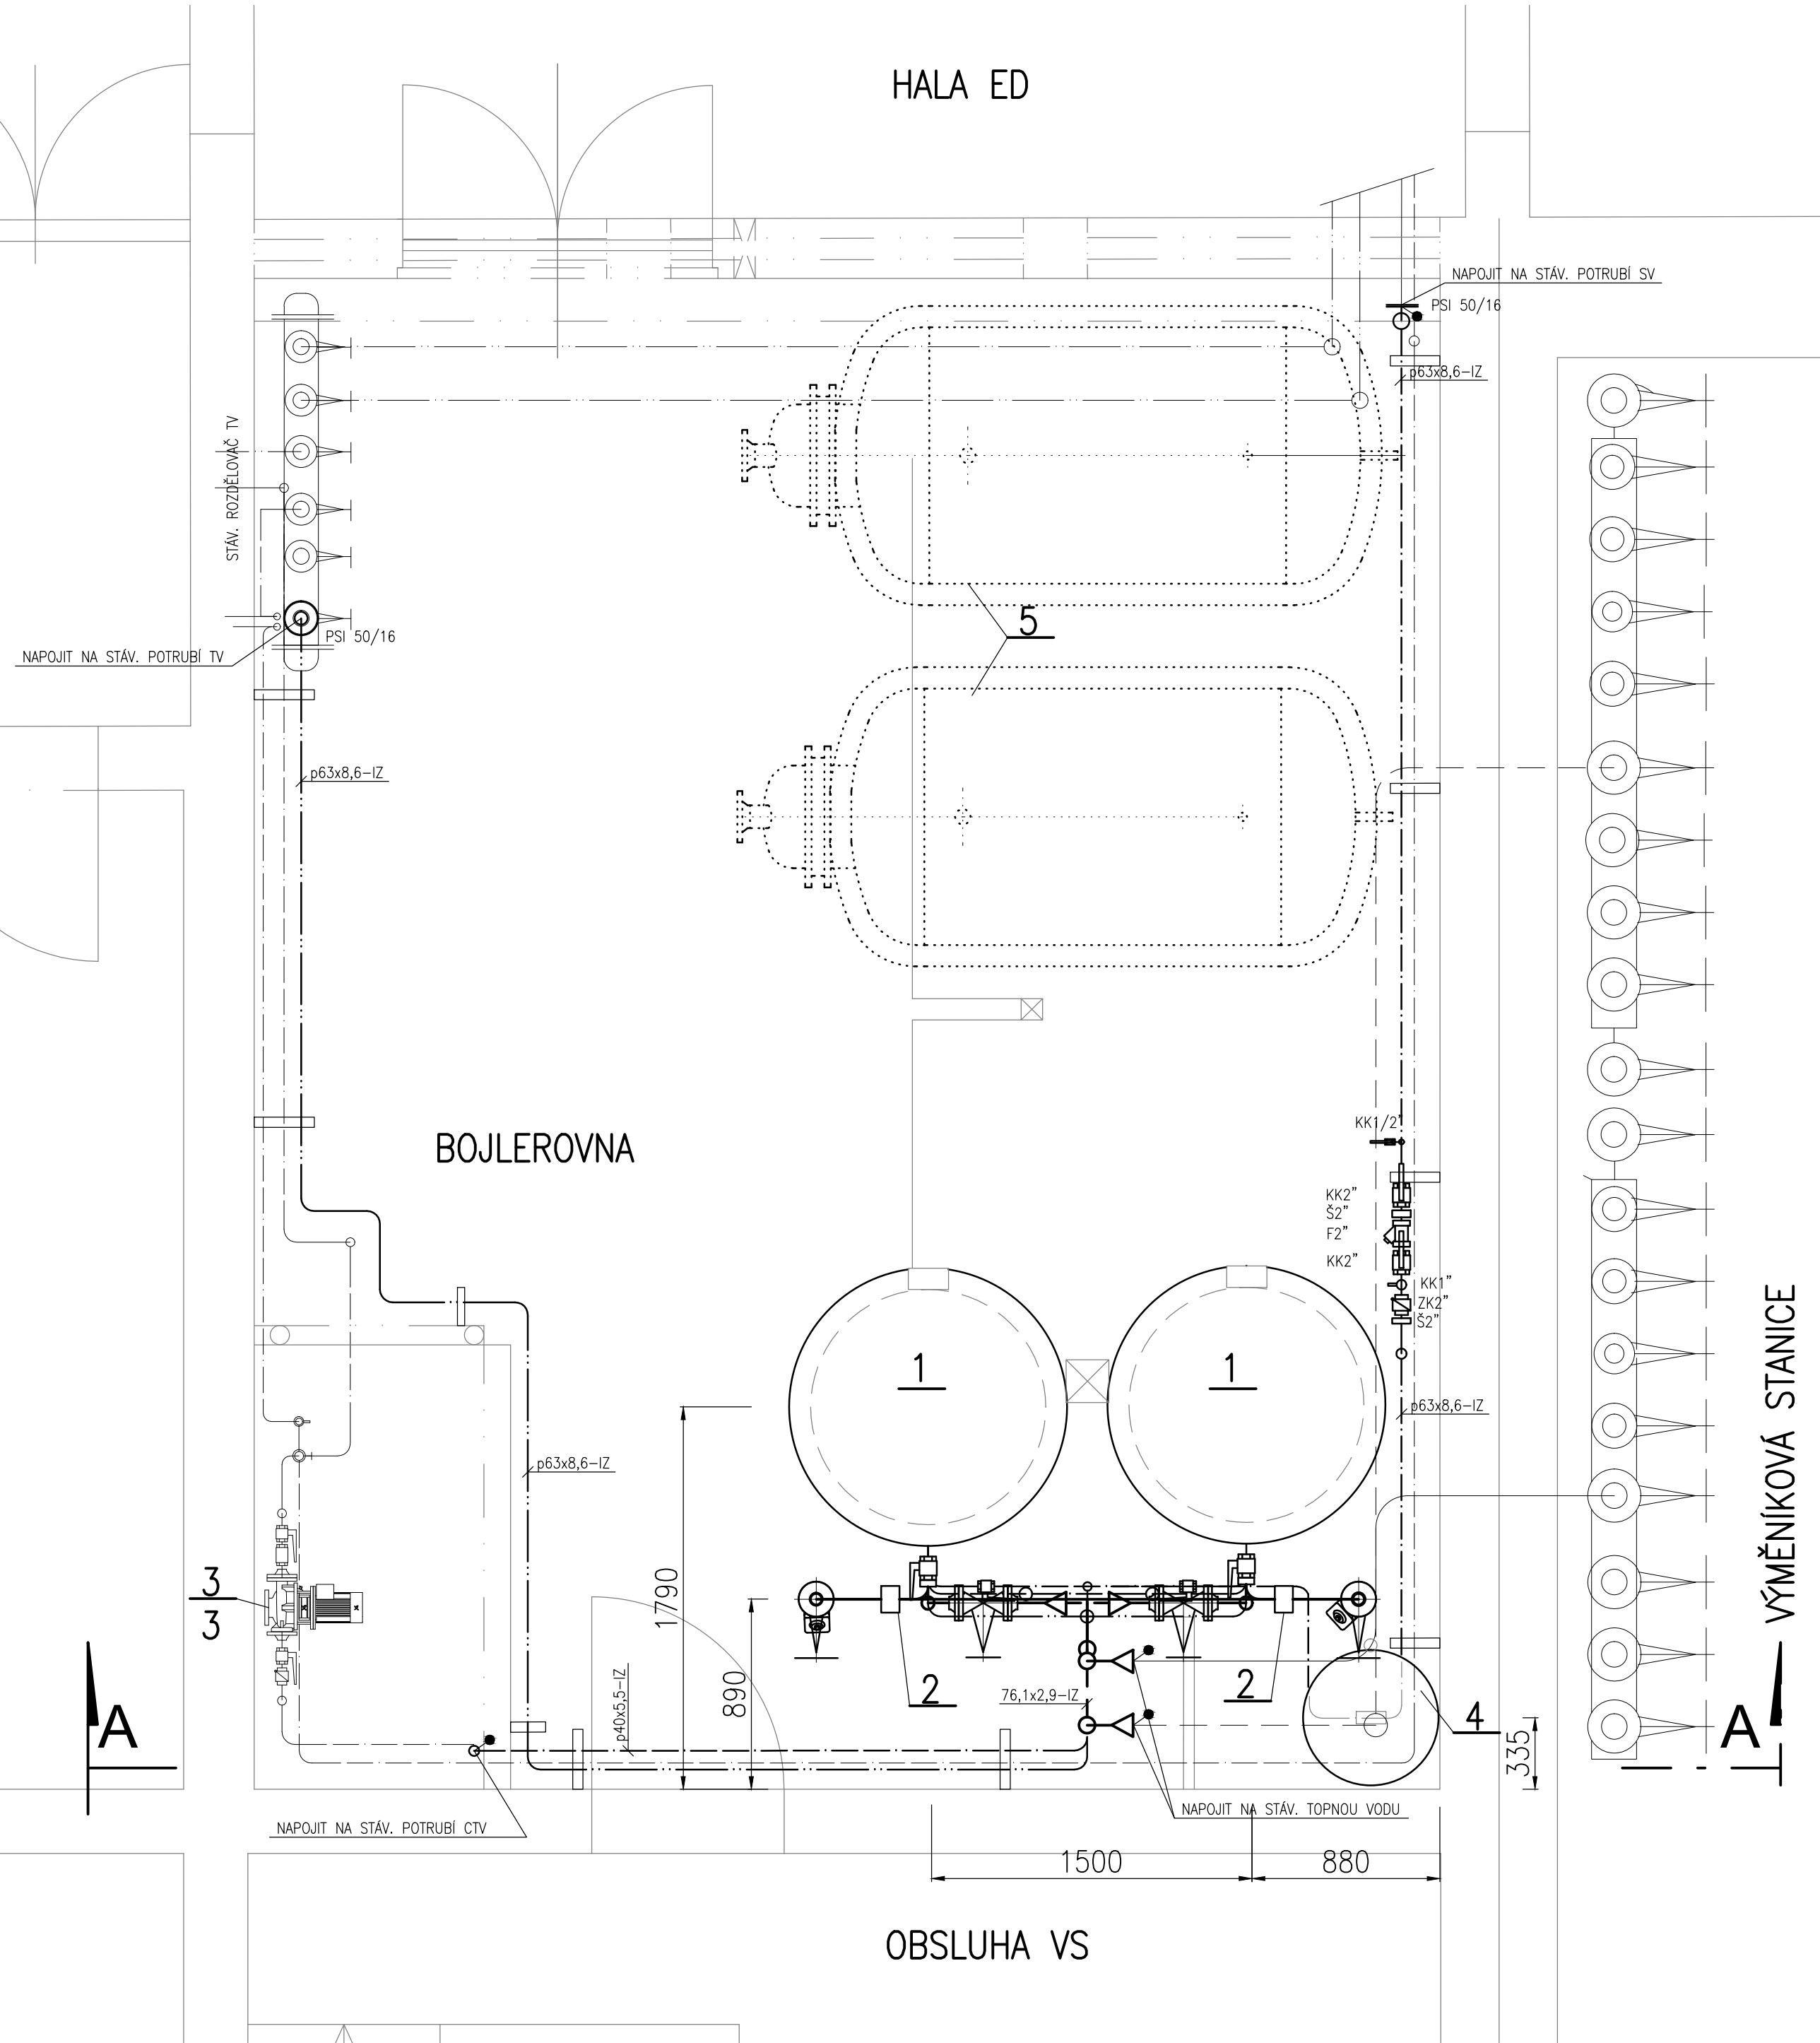 HALA ED
NAPOJIT NA STÁV. POTRUBÍ SV
PSI 50/16
p63x8,6-IZ
STÁV. ROZDĚLOVAČ TV
5
PSI 50/16
NAPOJIT NA STÁV. POTRUBÍ TV
p63x8,6-IZ
BOJLEROVNA
KK1/2"
KK2"
Š2"
F2"
KK2"
KK1"
ZK2"
Š2"
VÝMĚNÍKOVÁ STANICE
1
1
p63x8,6-IZ
p63x8,6-IZ
1790
3
3
2
2
890
p40x5,5-IZ
76,1x2,9-IZ
4
A
A
335
NAPOJIT NA STÁV. TOPNOU VODU
NAPOJIT NA STÁV. POTRUBÍ CTV
1500
880
OBSLUHA VS